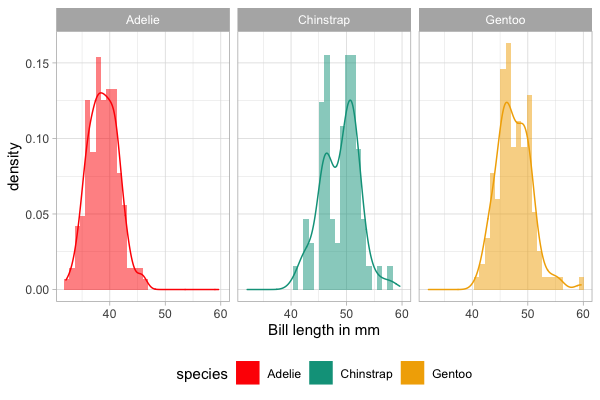 Adelie
Chinstrap
Gentoo
0.15
0.10
0.05
0.00
density
40 50 60
40 50 60
40 50 60
Bill length in mm
species Adelie Chinstrap Gentoo